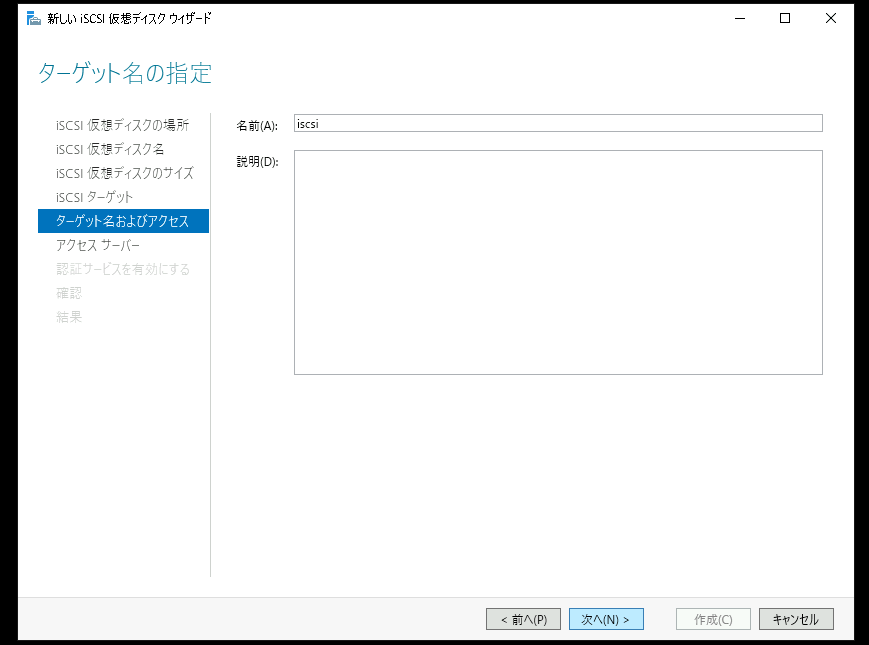 新しい iSCSI 仮想ディスク ウィザード
ターゲット名の指定
iSCSI 仮想ディスクの場所
iSCSI 仮想ディスク名
iSCSI 仮想ディスクのサイズ
iSCSI ターゲット
ターゲット名およびアクセス
アクセス サーバー
認証サービスを有効にする
確認
結果
名前(A):
iscsi
説明(D):
< 前へ(P)
次へ(N) >
作成(C)
キャンセル